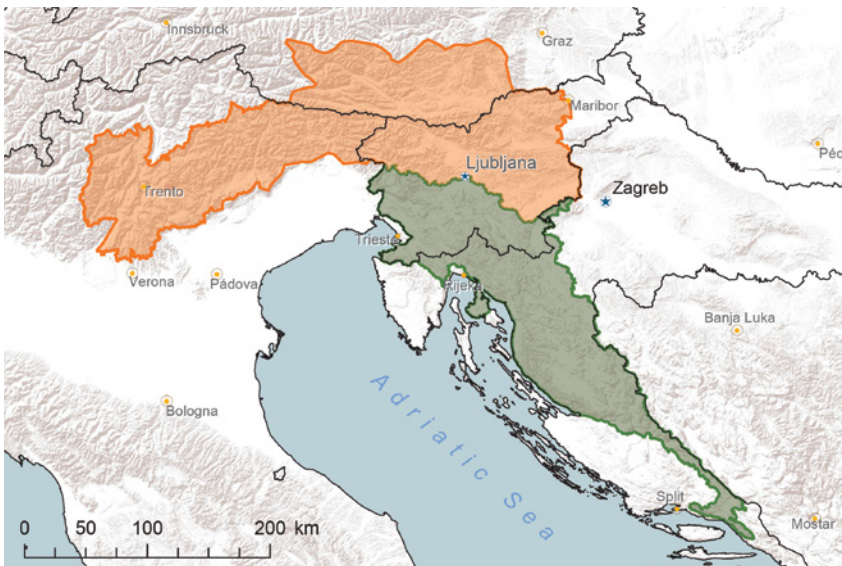 Innsbruck
Graz
Maribor
Péc
Ljubljana
Trento
Zagreb
Trieste
Verona
Pádova
Rijeka
Banja Luka
Bologna
Adriatic Sea
Split
Mostar
0 50 100 200 km